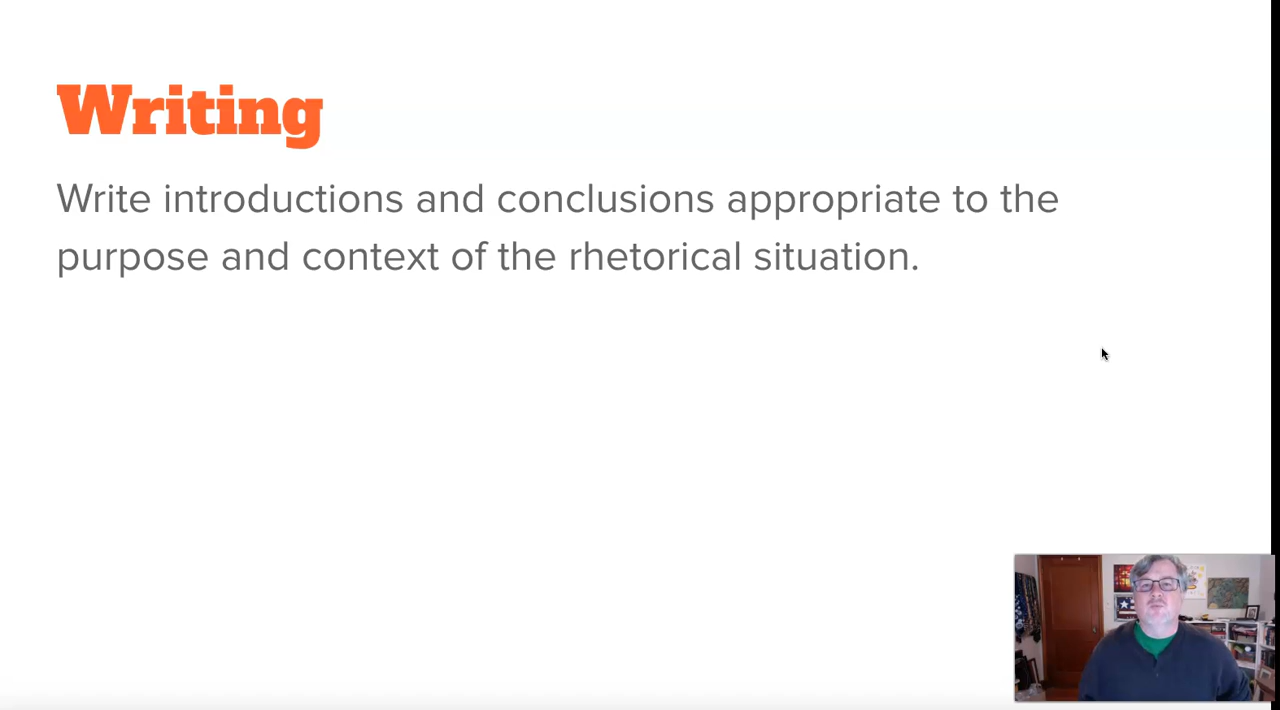 Writing
Write introductions and conclusions appropriate to the
purpose and context of the rhetorical situation.